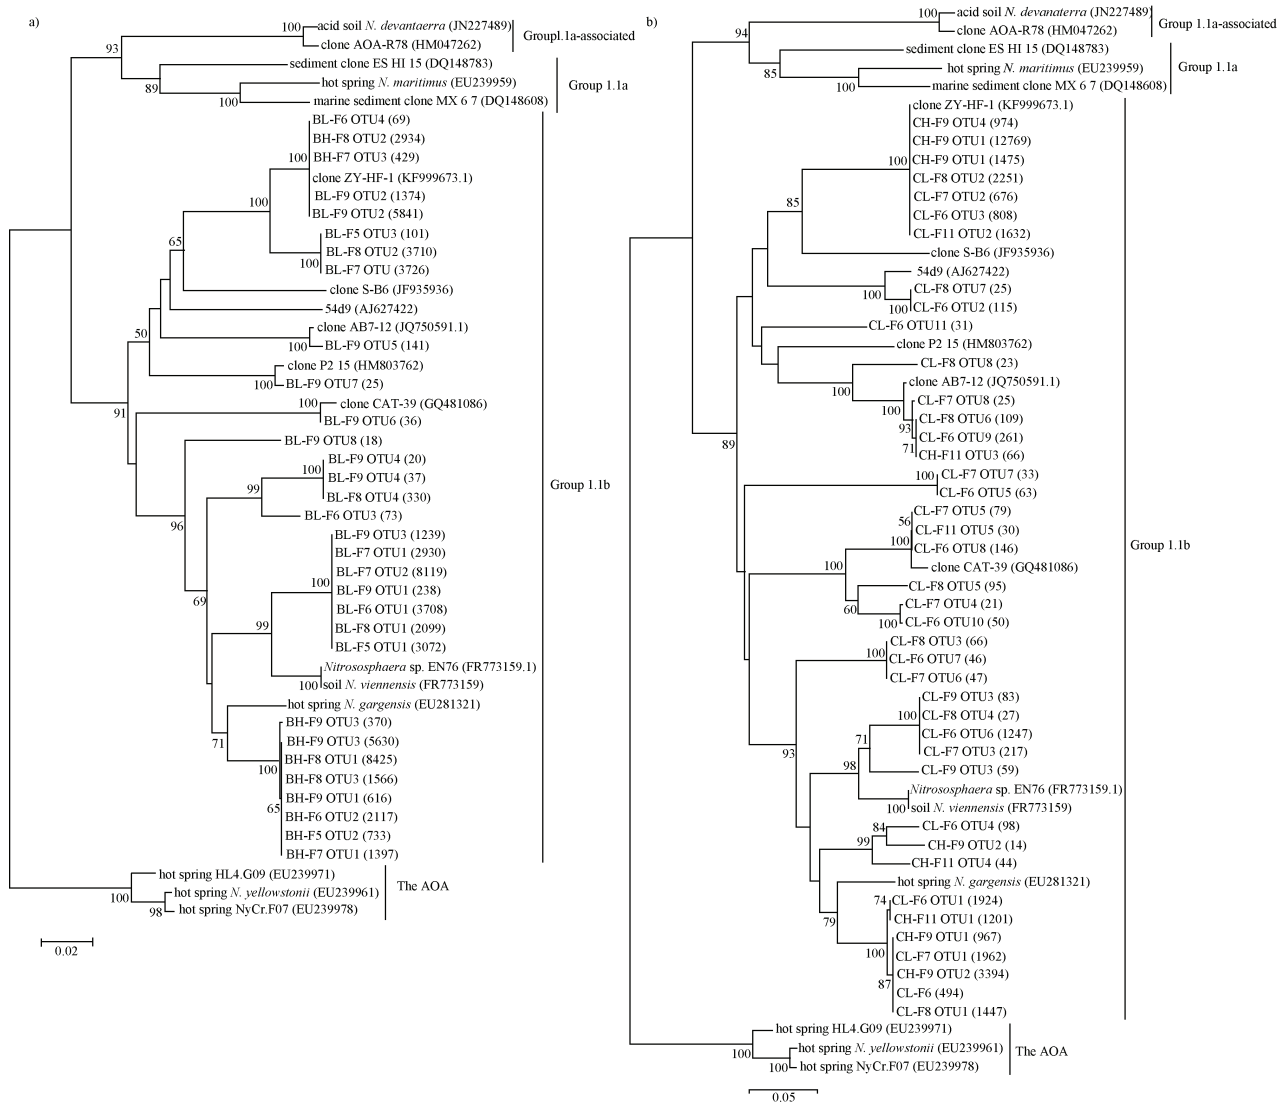 a)
100
acid soil N. devantaerra (JN227489)
clone AOA-R78 (HM047262)
Groupl.1a-associated
93
sediment clone ES HI 15 (DQ148783)
89
hot spring N. maritimus (EU239959)
100
marine sediment clone MX 6 7 (DQ148608)
Group 1.1a
BL-F6 OTU4 (69)
BH-F8 OTU2 (2934)
100
BH-F7 OTU3 (429)
clone ZY-HF-1 (KF999673.1)
BL-F9 OTU2 (1374)
100
BL-F9 OTU2 (5841)
BL-F5 OTU3 (101)
65
BL-F8 OTU2 (3710)
100
BL-F7 OTU (3726)
clone S-B6 (JF935936)
54d9 (AJ627422)
50
clone AB7-12 (JQ750591.1)
100
BL-F9 OTU5 (141)
clone P2 15 (HM803762)
100
BL-F9 OTU7 (25)
91
100
clone CAT-39 (GQ481086)
BL-F9 OTU6 (36)
BL-F9 OTU8 (18)
BL-F9 OTU4 (20)
100
BL-F9 OTU4 (37)
99
BL-F8 OTU4 (330)
96
BL-F6 OTU3 (73)
BL-F9 OTU3 (1239)
BL-F7 OTU1 (2930)
BL-F7 OTU2 (8119)
100
BL-F9 OTU1 (238)
69
BL-F6 OTU1 (3708)
99
BL-F8 OTU1 (2099)
BL-F5 OTU1 (3072)
Nitrososphaera sp. EN76 (FR773159.1)
100
soil N. viennensis (FR773159)
hot spring N. gargensis (EU281321)
BH-F9 OTU3 (370)
71
BH-F9 OTU3 (5630)
BH-F8 OTU1 (8425)
100
BH-F8 OTU3 (1566)
BH-F9 OTU1 (616)
65
BH-F6 OTU2 (2117)
BH-F5 OTU2 (733)
BH-F7 OTU1 (1397)
Group 1.1b
hot spring HL4.G09 (EU239971)
100
hot spring N. yellowstonii (EU239961)
98
hot spring NyCr.F07 (EU239978)
The AOA
0.02
b)
100
acid soil N. devanaterra (JN227489)
clone AOA-R78 (HM047262)
Group 1.1a-associated
94
sediment clone ES HI 15 (DQ148783)
85
hot spring N. maritimus (EU239959)
100
marine sediment clone MX 6 7 (DQ148608)
Group 1.1a
clone ZY-HF-1 (KF999673.1)
CH-F9 OTU4 (974)
CH-F9 OTU1 (12769)
100
CH-F9 OTU1 (1475)
CL-F8 OTU2 (2251)
CL-F7 OTU2 (676)
85
CL-F6 OTU3 (808)
CL-F11 OTU2 (1632)
clone S-B6 (JF935936)
54d9 (AJ627422)
100
CL-F8 OTU7 (25)
100
CL-F6 OTU2 (115)
CL-F6 OTU11 (31)
clone P2 15 (HM803762)
CL-F8 OTU8 (23)
clone AB7-12 (JQ750591.1)
100
CL-F7 OTU8 (25)
CL-F8 OTU6 (109)
93
CL-F6 OTU9 (261)
71
CH-F11 OTU3 (66)
89
100
CL-F7 OTU7 (33)
CL-F6 OTU5 (63)
CL-F7 OTU5 (79)
56
CL-F11 OTU5 (30)
100
CL-F6 OTU8 (146)
100
clone CAT-39 (GQ481086)
CL-F8 OTU5 (95)
60
CL-F7 OTU4 (21)
100
CL-F6 OTU10 (50)
CL-F8 OTU3 (66)
100
CL-F6 OTU7 (46)
CL-F7 OTU6 (47)
CL-F9 OTU3 (83)
100
CL-F8 OTU4 (27)
71
CL-F6 OTU6 (1247)
93
CL-F7 OTU3 (217)
98
CL-F9 OTU3 (59)
Nitrososphaera sp. EN76 (FR773159.1)
100
soil N. viennensis (FR773159)
84
CL-F6 OTU4 (98)
99
CH-F9 OTU2 (14)
CH-F11 OTU4 (44)
hot spring N. gargensis (EU281321)
74
CL-F6 OTU1 (1924)
79
CH-F11 OTU1 (1201)
CH-F9 OTU1 (967)
100
CL-F7 OTU1 (1962)
CH-F9 OTU2 (3394)
87
CL-F6 (494)
CL-F8 OTU1 (1447)
Group 1.1b
hot spring HL4.G09 (EU239971)
100
hot spring N. yellowstonii (EU239961)
100
hot spring NyCr.F07 (EU239978)
The AOA
0.05